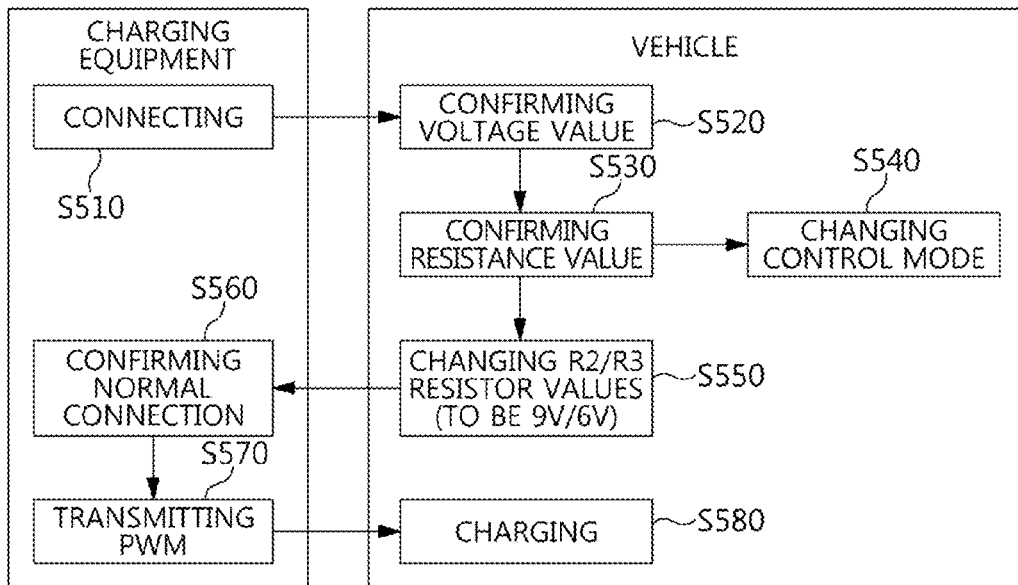 CHARGING
EQUIPMENT
VEHICLE
CONNECTING
S510
CONFIRMING
VOLTAGE VALUE
S520
S530
CONFIRMING
RESISTANCE VALUE
S540
CHANGING
CONTROL MODE
S560
CONFIRMING
NORMAL
CONNECTION
CHANGING R2/R3
RESISTOR VALUES
(TO BE 9V/6V)
S550
S570
TRANSMITTING
PWM
CHARGING
S580